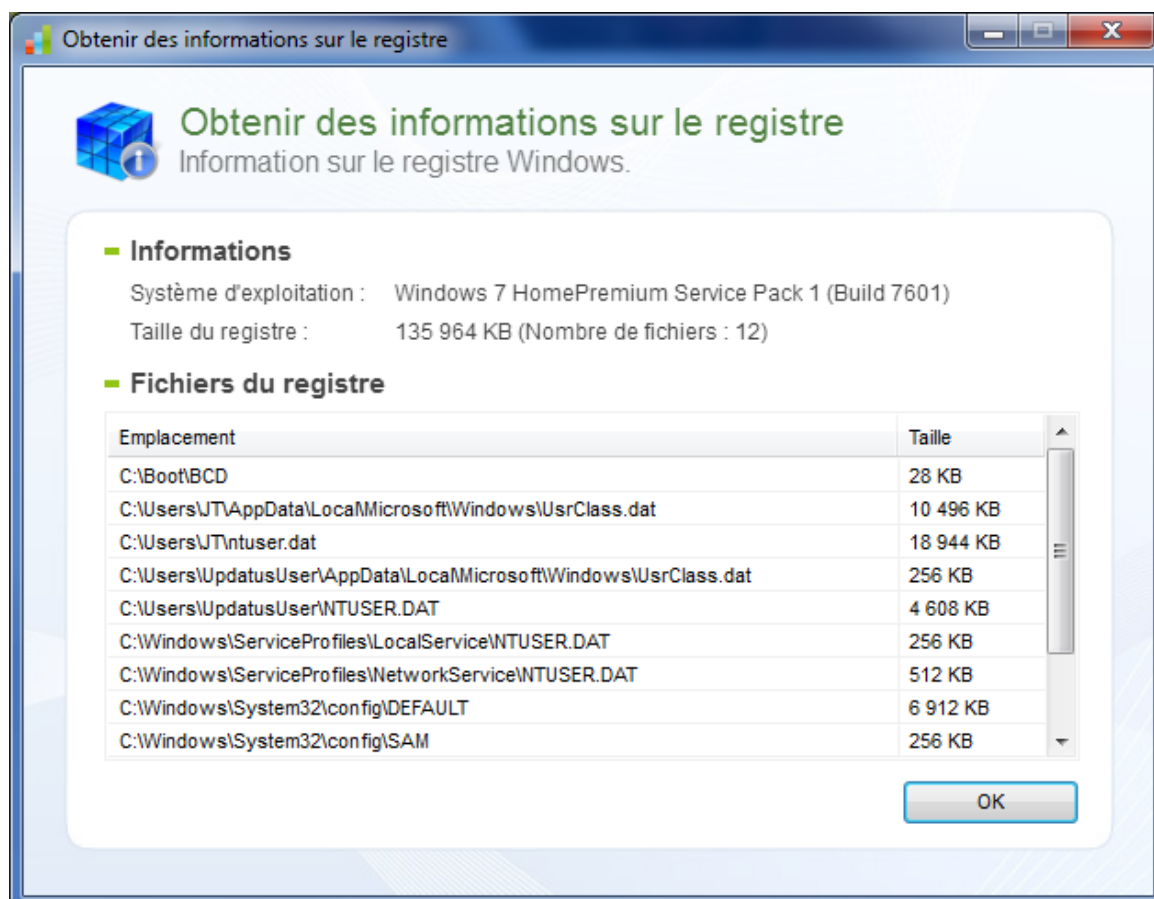 Obtenir des informations sur le registre
Obtenir des informations sur le registre
Information sur le registre Windows.
Informations
Système d'exploitation : Windows 7 HomePremium Service Pack 1 (Build 7601)
Taille du registre : 135 964 KB (Nombre de fichiers : 12)
Fichiers du registre
Emplacement Taille
C:\Boot\BCD 28 KB
C:\Users\JT\AppData\Local\Microsoft\Windows\UsrClass.dat 10 496 KB
C:\Users\JT\ntuser.dat 18 944 KB
C:\Users\UpdatusUser\AppData\Local\Microsoft\Windows\UsrClass.dat 256 KB
C:\Users\UpdatusUser\NTUSER.DAT 4 608 KB
C:\Windows\ServiceProfiles\LocalService\NTUSER.DAT 256 KB
C:\Windows\ServiceProfiles\NetworkService\NTUSER.DAT 512 KB
C:\Windows\System32\config\DEFAULT 6 912 KB
C:\Windows\System32\config\SAM 256 KB
OK